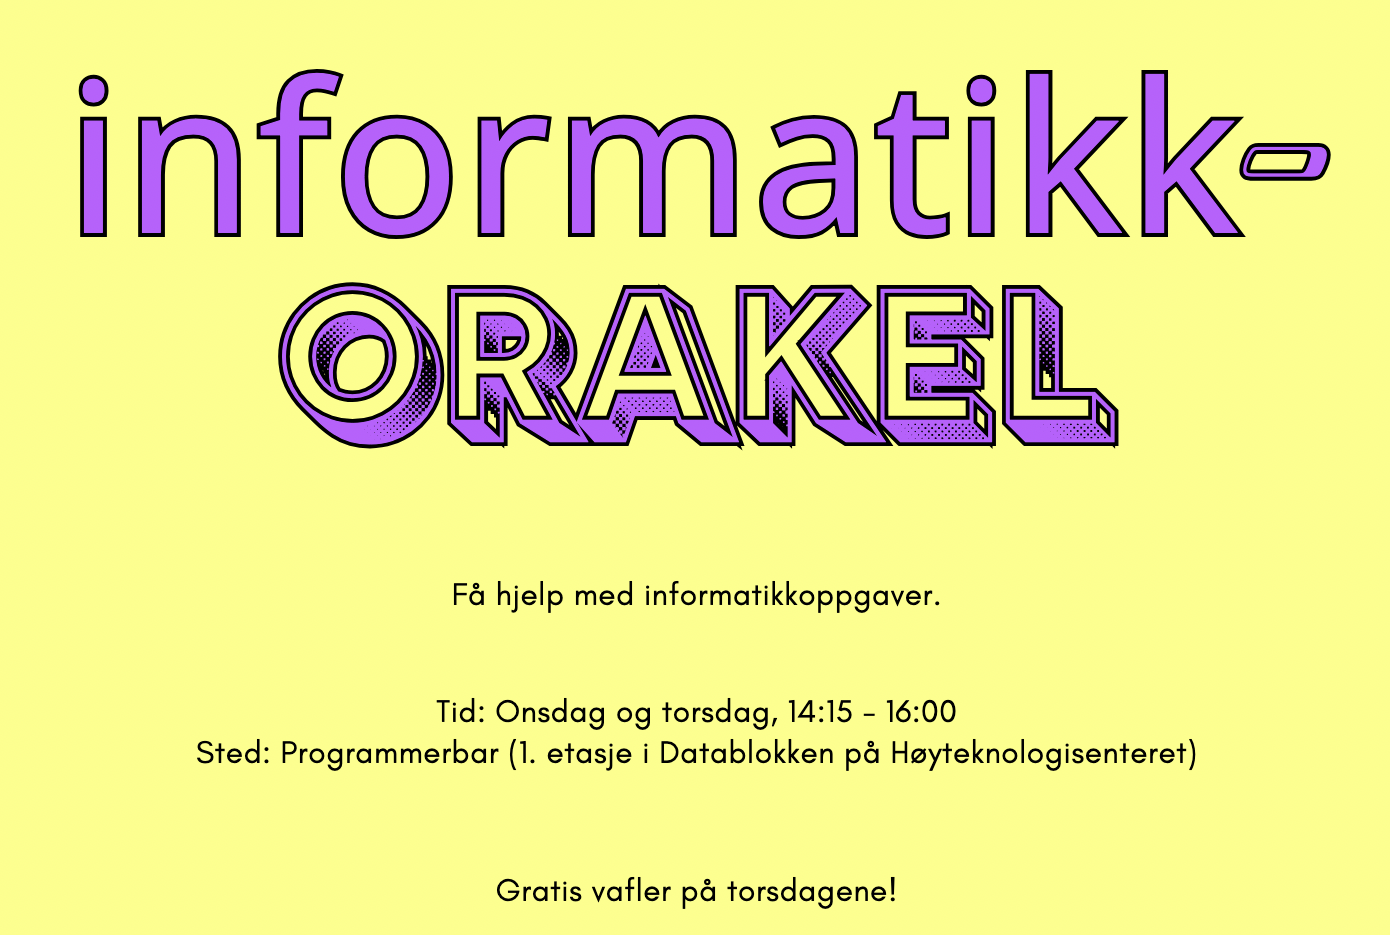 informatikk-
ORAKEL
Få hjelp med informatikkoppgaver.
Tid: Onsdag og torsdag, 14:15 - 16:00
Sted: Programmerbar (1. etasje i Datablokken på Høyteknologisenteret)
Gratis vafler på torsdagene!